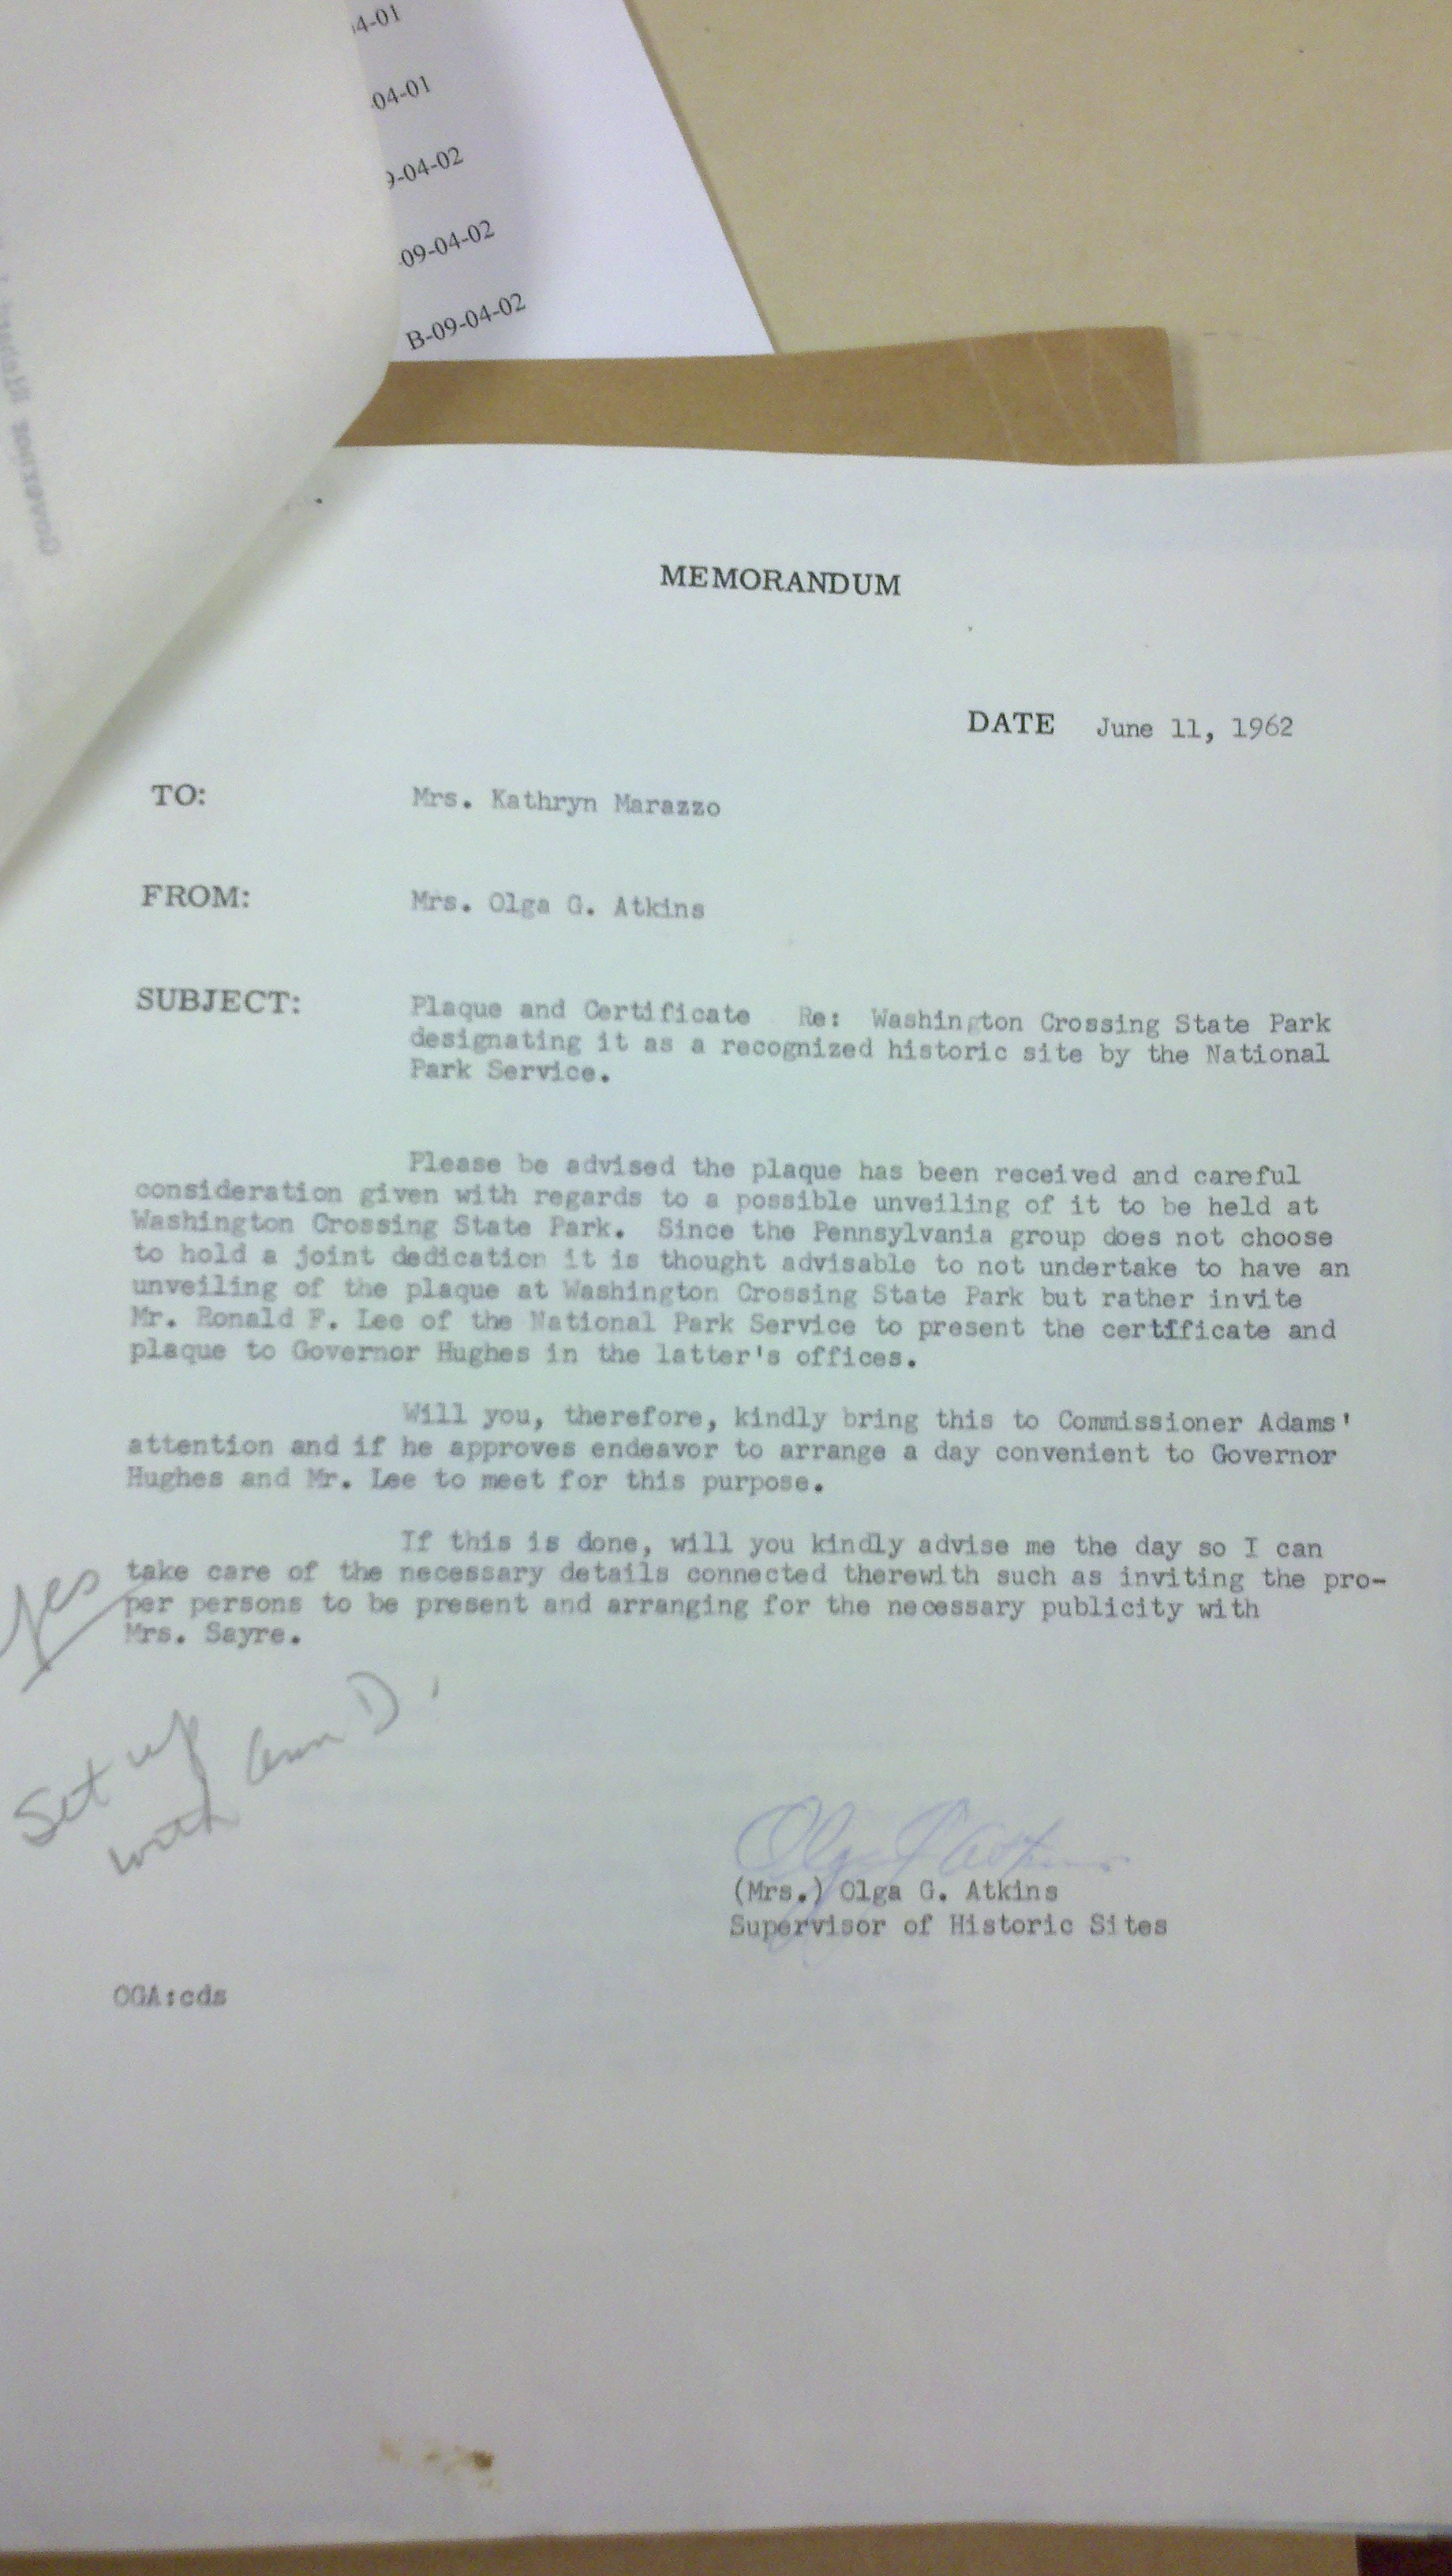 4-01
04-01
9-04-02
09-04-02
B-09-04-02
Governor
MEMORANDUM
DATE June 11, 1962
TO: Mrs. Kathryn Marazzo
FROM: Mrs. Olga G. Atkins
SUBJECT: Plaque and Certificate Re: Washington Crossing State Park
designating it as a recognized historic site by the National
Park Service.
Please be advised the plaque has been received and careful
consideration given with regards to a possible unveiling of it to be held at
Washington Crossing State Park. Since the Pennsylvania group does not choose
to hold a joint dedication it is thought advisable to not undertake to have an
unveiling of the plaque at Washington Crossing State Park but rather invite
Mr. Ronald F. Lee of the National Park Service to present the certificate and
plaque to Governor Hughes in the latter's offices.
Will you, therefore, kindly bring this to Commissioner Adams'
attention and if he approves endeavor to arrange a day convenient to Governor
Hughes and Mr. Lee to meet for this purpose.
If this is done, will you kindly advise me the day so I can
take care of the necessary details connected therewith such as inviting the pro-
per persons to be present and arranging for the necessary publicity with
Mrs. Sayre.
Yes
Set up
with Ann D.
Olga G Atkins
(Mrs.) Olga G. Atkins
Supervisor of Historic Sites
OGA:cds